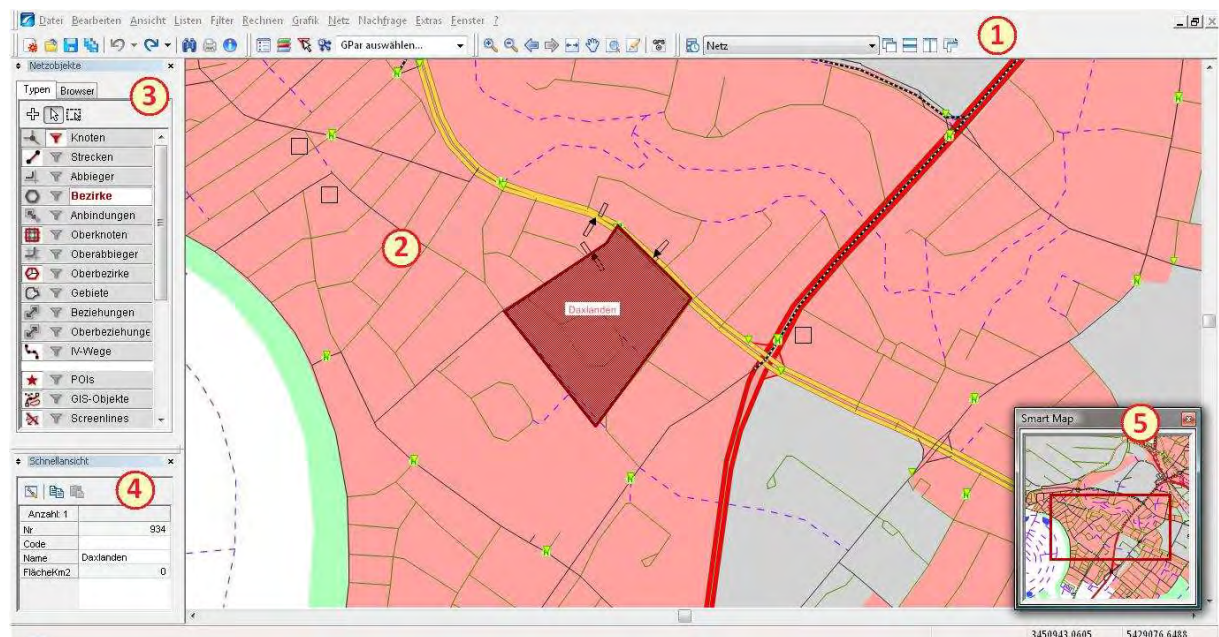 Datei Bearbeiten Ansicht Listen Filter Rechnen Grafik Netz Nachfrage Extras Fenster ?
GPar auswählen... Netz
1
Netzobjekte
Typen Browser
3
Knoten
Strecken
Abbieger
Bezirke
Anbindungen
Oberknoten
Oberabbieger
Oberbezirke
Gebiete
Beziehungen
Oberbeziehunge
IV-Wege
POIs
GIS-Objekte
Screenlines
2
Daxlanden
Schnellansicht
4
Anzahl: 1
Nr 934
Code
Name Daxlanden
FlächeKm2 0
Smart Map
5
3450943.0605 5429076.6488